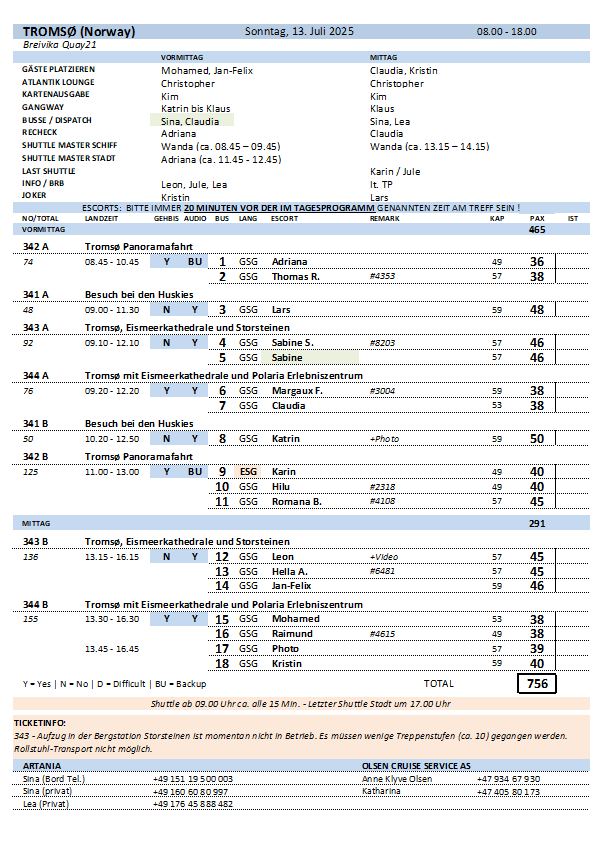 TROMSØ (Norway) Sonntag, 13. Juli 2025 08.00 - 18.00
Breivika Quay21
VORMITTAG MITTAG
GÄSTE PLATZIEREN Mohamed, Jan-Felix Claudia, Kristin
ATLANTIK LOUNGE Christopher Christopher
KARTENAUSGABE Kim Kim
GANGWAY Katrin bis Klaus Klaus
BUSSE / DISPATCH Sina, Claudia Sina, Lea
RECHECK Adriana Claudia
SHUTTLE MASTER SCHIFF Wanda (ca. 08.45 – 09.45) Wanda (ca. 13.15 – 14.15)
SHUTTLE MASTER STADT Adriana (ca. 11.45 - 12.45)
LAST SHUTTLE Karin / Jule
INFO / BRB Leon, Jule, Lea lt. TP
JOKER Kristin Lars
ESCORTS: BITTE IMMER 20 MINUTEN VOR DER IM TAGESPROGRAMM GENANNTEN ZEIT AM TREFF SEIN !
NO/TOTAL LANDZEIT GEHBIS AUDIO BUS LANG ESCORT REMARK KAP PAX IST
VORMITTAG 465
342 A Tromsø Panoramafahrt
74 08.45 - 10.45 Y BU 1 GSG Adriana 49 36
2 GSG Thomas R. #4353 57 38
341 A Besuch bei den Huskies
48 09.00 - 11.30 N Y 3 GSG Lars 59 48
343 A Tromsø, Eismeerkathedrale und Storsteinen
92 09.10 - 12.10 N Y 4 GSG Sabine S. #8203 57 46
5 GSG Sabine 57 46
344 A Tromsø mit Eismeerkathedrale und Polaria Erlebniszentrum
76 09.20 - 12.20 Y Y 6 GSG Margaux F. #3004 59 38
7 GSG Claudia 53 38
341 B Besuch bei den Huskies
50 10.20 - 12.50 N Y 8 GSG Katrin +Photo 59 50
342 B Tromsø Panoramafahrt
125 11.00 - 13.00 Y BU 9 ESG Karin 49 40
10 GSG Hilu #2318 49 40
11 GSG Romana B. #4108 57 45
MITTAG 291
343 B Tromsø, Eismeerkathedrale und Storsteinen
136 13.15 - 16.15 N Y 12 GSG Leon +Video 57 45
13 GSG Hella A. #6481 57 45
14 GSG Jan-Felix 59 46
344 B Tromsø mit Eismeerkathedrale und Polaria Erlebniszentrum
155 13.30 - 16.30 Y Y 15 GSG Mohamed 53 38
16 GSG Raimund #4615 49 38
13.45 - 16.45 17 GSG Photo 57 39
18 GSG Kristin 59 40
Y = Yes | N = No | D = Difficult | BU = Backup TOTAL 756
Shuttle ab 09.00 Uhr ca. alle 15 Min. - Letzter Shuttle Stadt um 17.00 Uhr
TICKETINFO:
343 - Aufzug in der Bergstation Storsteinen ist momentan nicht in Betrieb. Es müssen wenige Treppenstufen (ca. 10) gegangen werden.
Rollstuhl-Transport nicht möglich.
ARTANIA OLSEN CRUISE SERVICE AS
Sina (Bord Tel.) +49 151 19 500 003 Anne Klyve Olsen +47 934 67 930
Sina (privat) +49 160 60 80 997 Katharina +47 405 80 173
Lea (Privat) +49 176 45 888 482